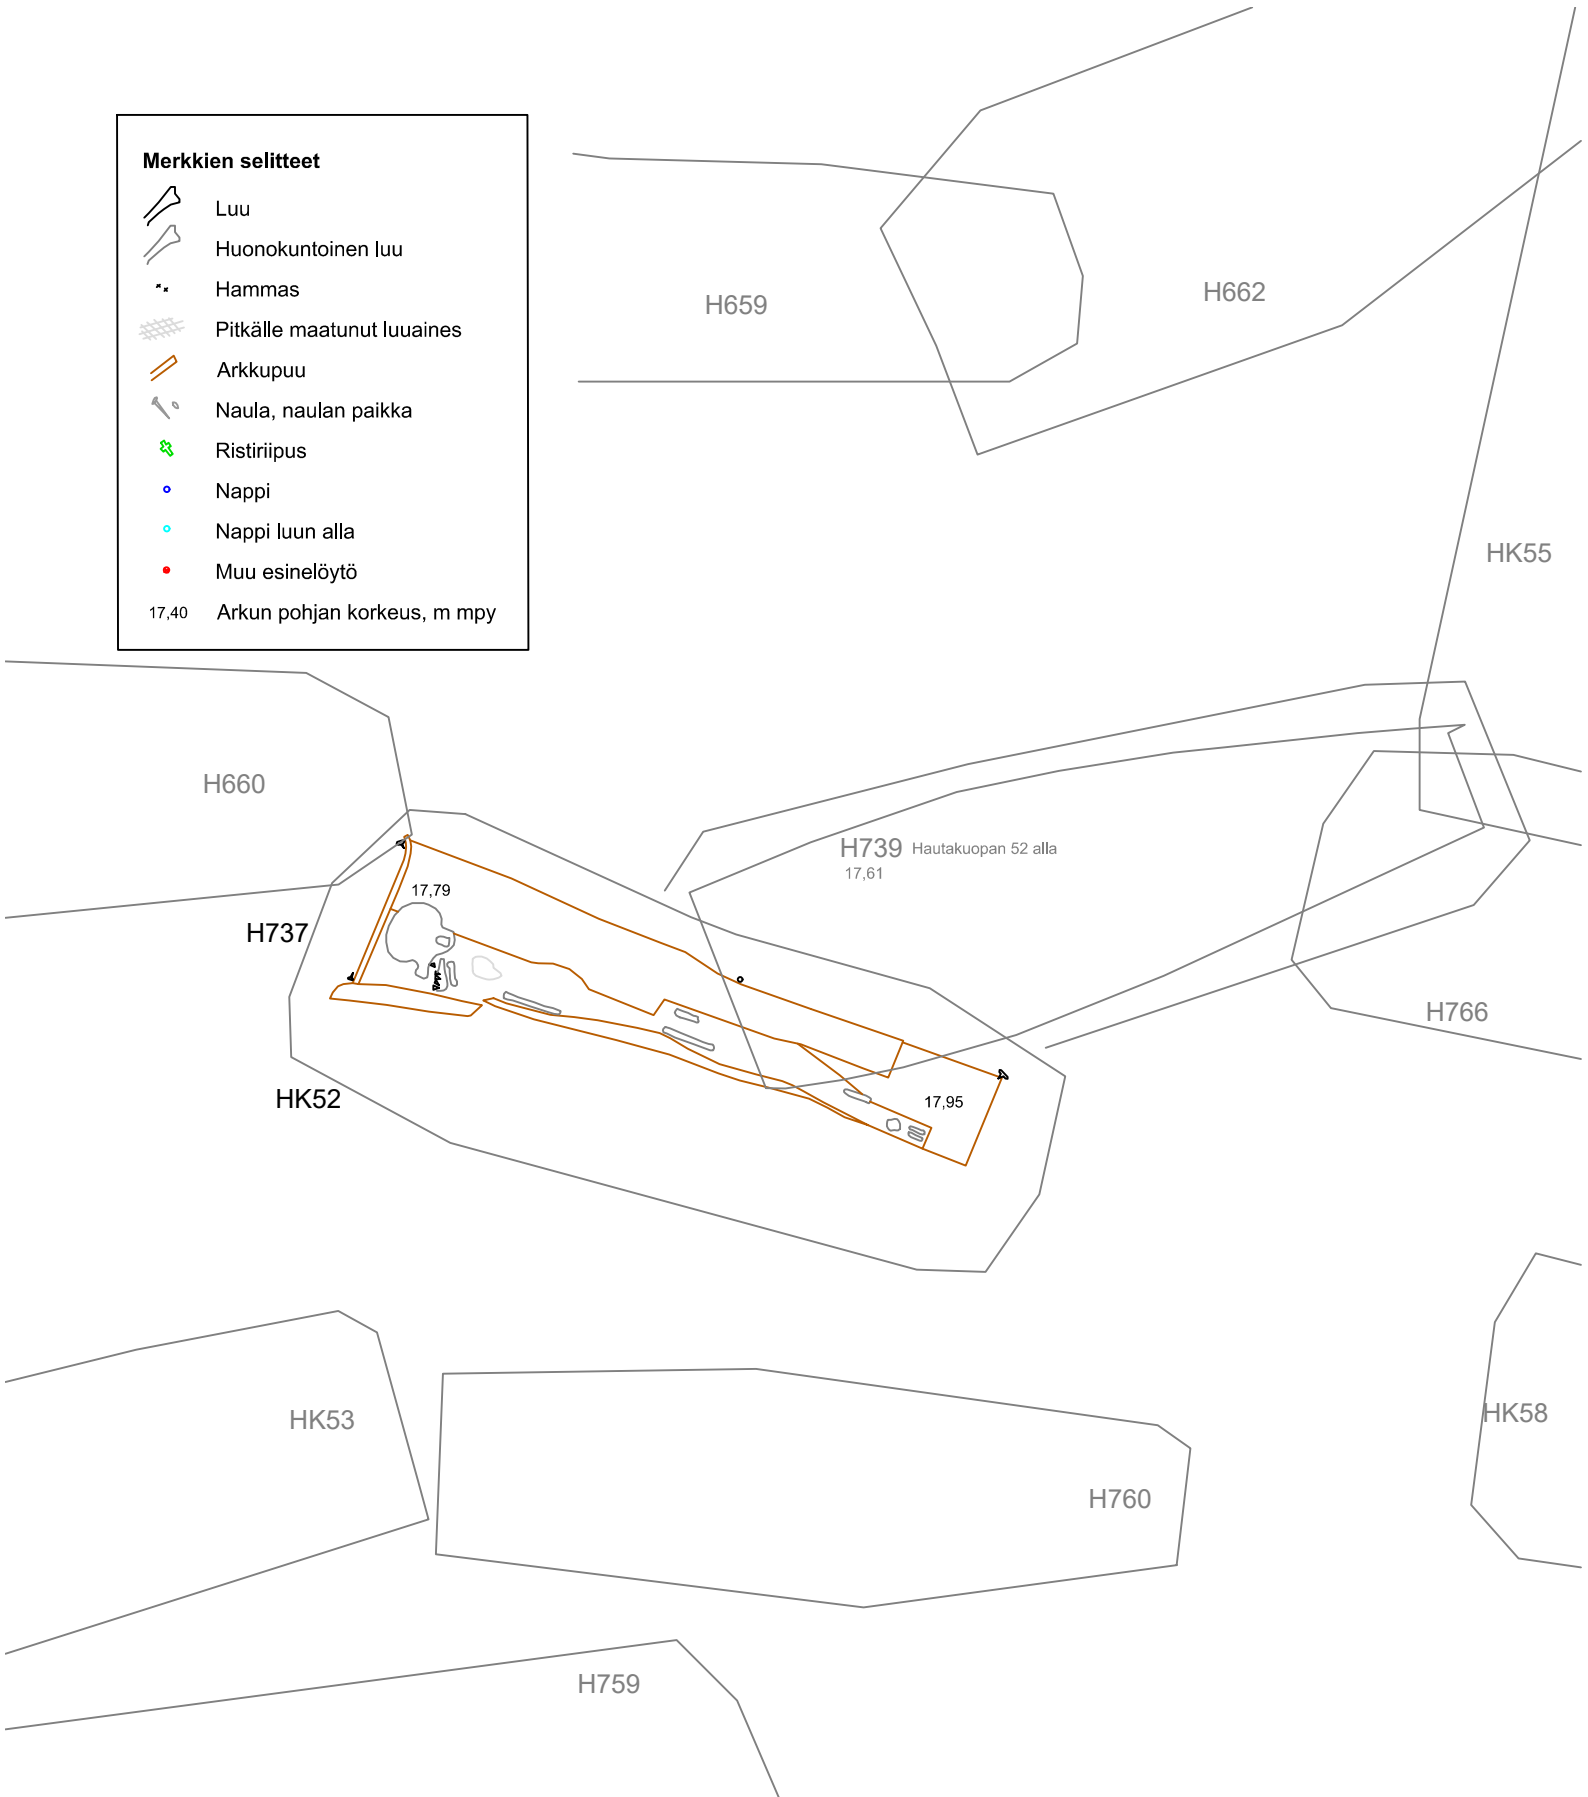 Merkkien selitteet
Luu
Huonokuntoinen luu
Hammas
Pitkälle maatunut luuaines
Arkkupuu
Naula, naulan paikka
Ristiriipus
Nappi
Nappi luun alla
Muu esinelöytö
17,40 Arkun pohjan korkeus, m mpy
H659
H662
HK55
H660
H739 Hautakuopan 52 alla
17,61
17,79
H737
H766
HK52
17,95
HK53
HK58
H760
H759